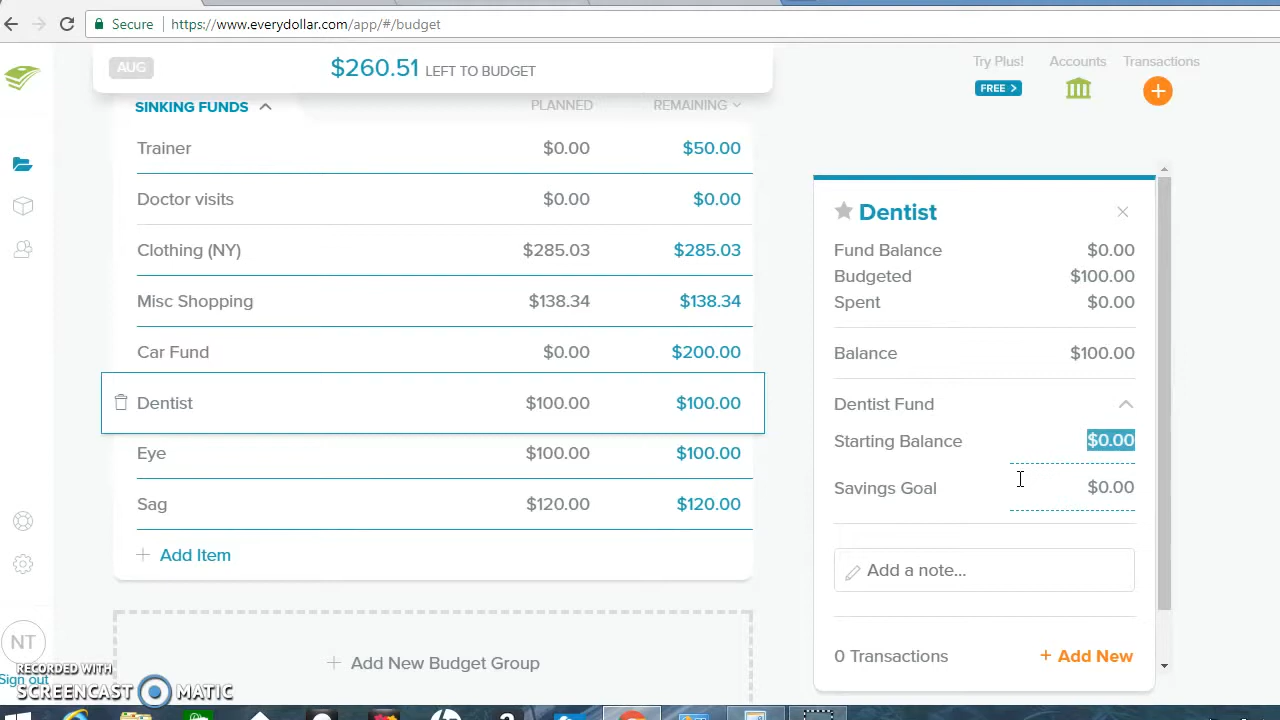 Secure https://www.everydollar.com/app/#/budget
AUG $260.51 LEFT TO BUDGET
Try Plus! Accounts Transactions
FREE >
SINKING FUNDS PLANNED REMAINING
Trainer $0.00 $50.00
Doctor visits $0.00 $0.00
Clothing (NY) $285.03 $285.03
Misc Shopping $138.34 $138.34
Car Fund $0.00 $200.00
Dentist $100.00 $100.00
Eye $100.00 $100.00
Sag $120.00 $120.00
+ Add Item
+ Add New Budget Group
Dentist
Fund Balance $0.00
Budgeted $100.00
Spent $0.00
Balance $100.00
Dentist Fund
Starting Balance $0.00
Savings Goal $0.00
Add a note...
0 Transactions + Add New
NT
Sign out
RECORDED WITH
SCREENCAST MATIC